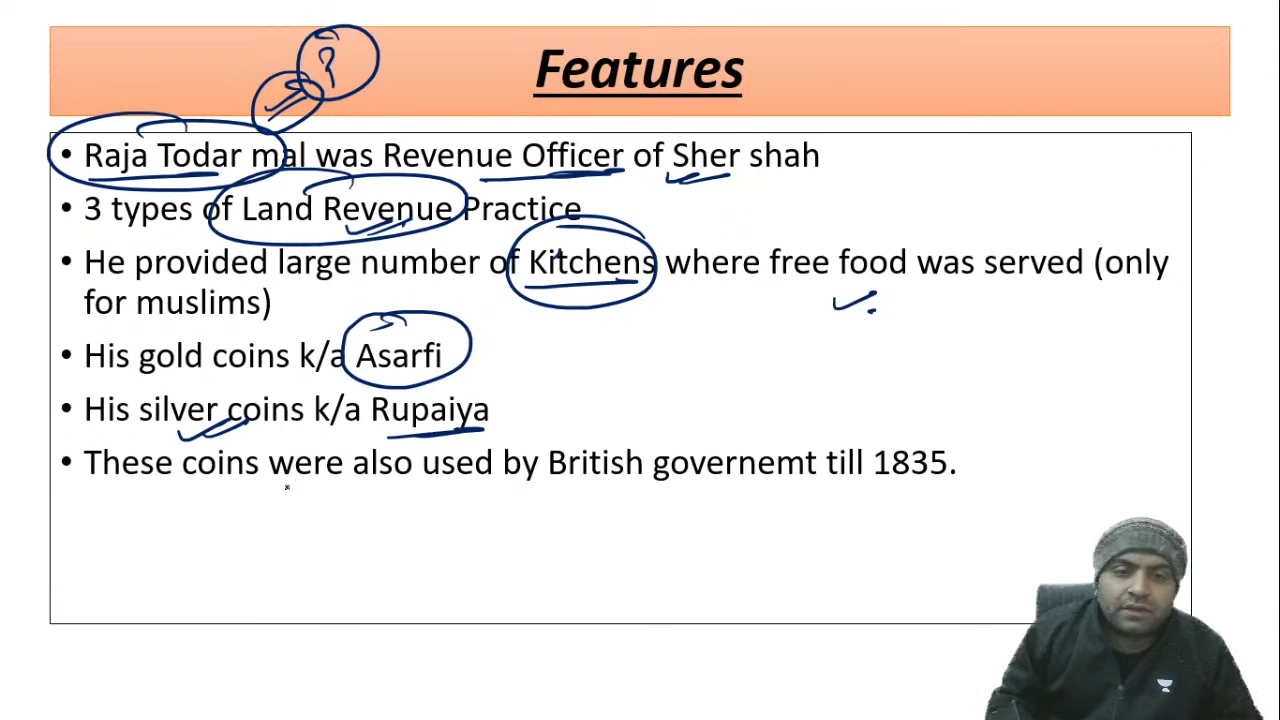 Features
?
• Raja Todar mal was Revenue Officer of Sher shah
• 3 types of Land Revenue Practice
• He provided large number of Kitchens where free food was served (only
for muslims)
• His gold coins k/a Asarfi
• His silver coins k/a Rupaiya
• These coins were also used by British governemt till 1835.